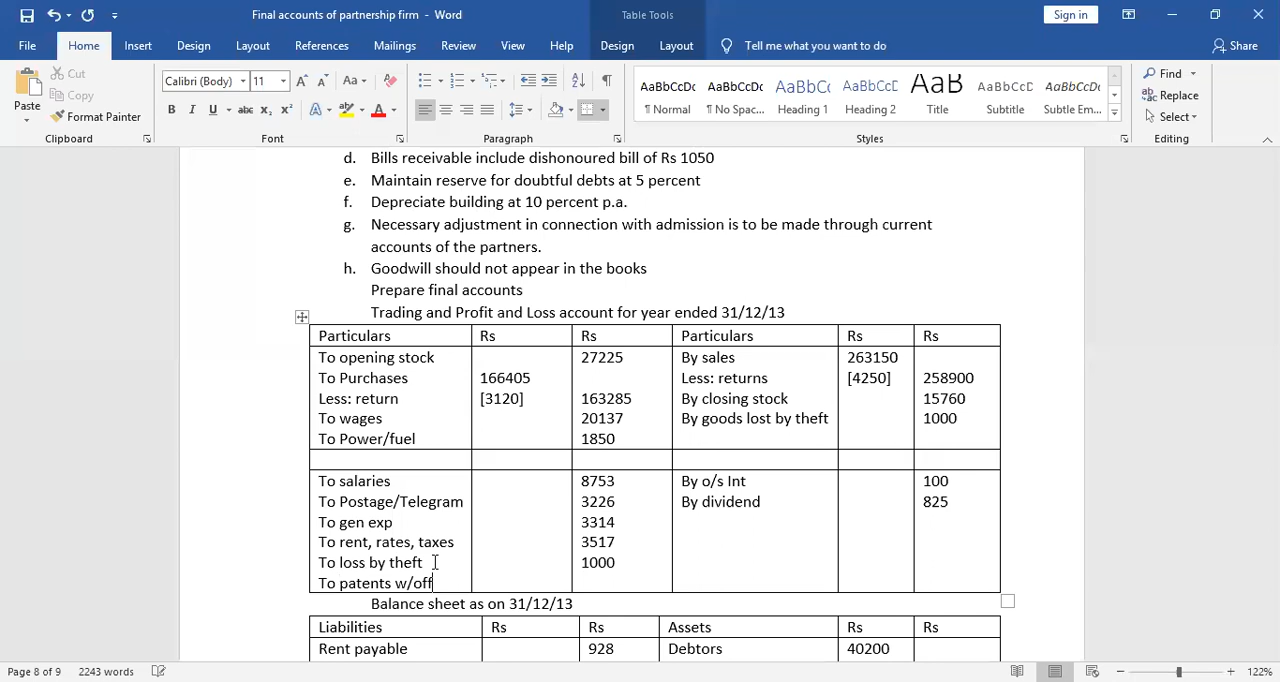 Final accounts of partnership firm - Word
Table Tools
Sign in
File Home Insert Design Layout References Mailings Review View Help Design Layout Tell me what you want to do Share
Paste
Cut
Copy
Format Painter
Clipboard
Calibri (Body) 11
Font
Paragraph
AaBbCcDc AaBbCcDc AaBbCc AaBbCcD AaB AaBbCcD AaBbCcDc
¶ Normal ¶ No Spac... Heading 1 Heading 2 Title Subtitle Subtle Em...
Styles
Find
Replace
Select
Editing
d. Bills receivable include dishonoured bill of Rs 1050
e. Maintain reserve for doubtful debts at 5 percent
f. Depreciate building at 10 percent p.a.
g. Necessary adjustment in connection with admission is to be made through current
accounts of the partners.
h. Goodwill should not appear in the books
Prepare final accounts
Trading and Profit and Loss account for year ended 31/12/13
Particulars Rs Rs Particulars Rs Rs
To opening stock 27225 By sales 263150
To Purchases 166405 Less: returns [4250] 258900
Less: return [3120] 163285 By closing stock 15760
To wages 20137 By goods lost by theft 1000
To Power/fuel 1850
To salaries 8753 By o/s Int 100
To Postage/Telegram 3226 By dividend 825
To gen exp 3314
To rent, rates, taxes 3517
To loss by theft 1000
To patents w/off
Balance sheet as on 31/12/13
Liabilities Rs Rs Assets Rs Rs
Rent payable 928 Debtors 40200
Page 8 of 9 2243 words 122%